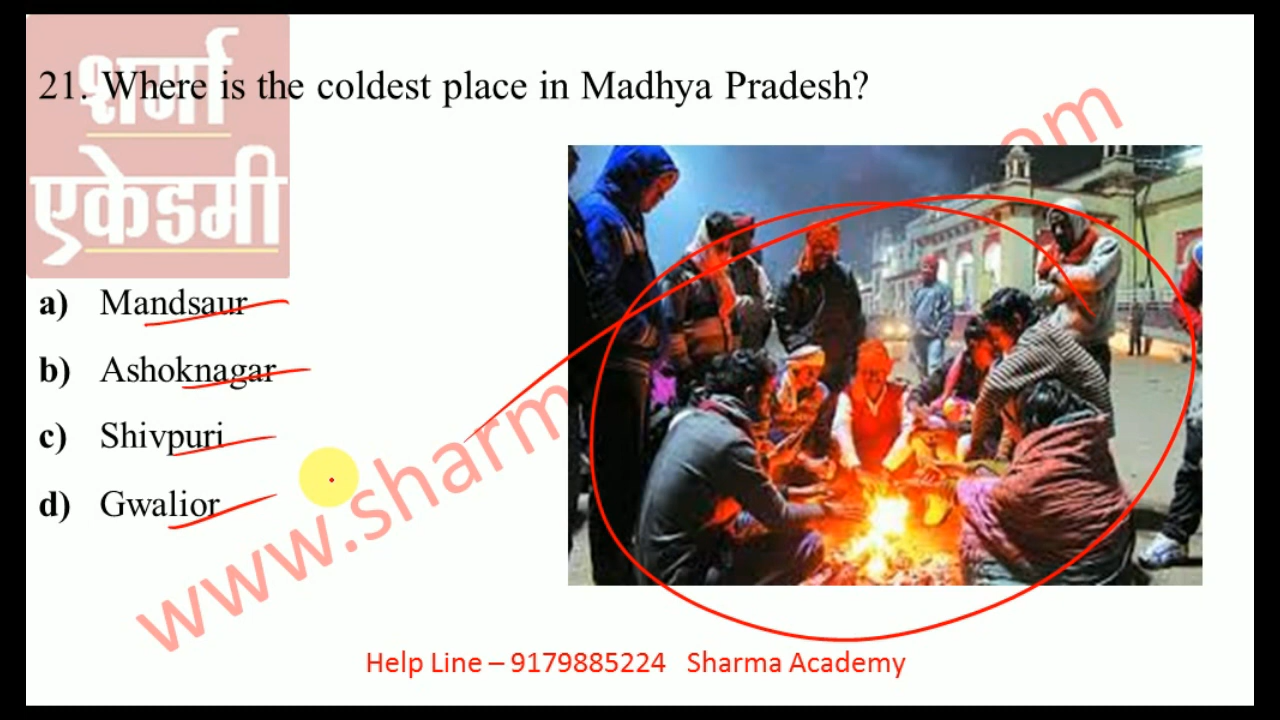 शर्मा
एकेडमी
21. Where is the coldest place in Madhya Pradesh?
a) Mandsaur
b) Ashoknagar
c) Shivpuri
d) Gwalior
www.sharm
om
Help Line – 9179885224 Sharma Academy